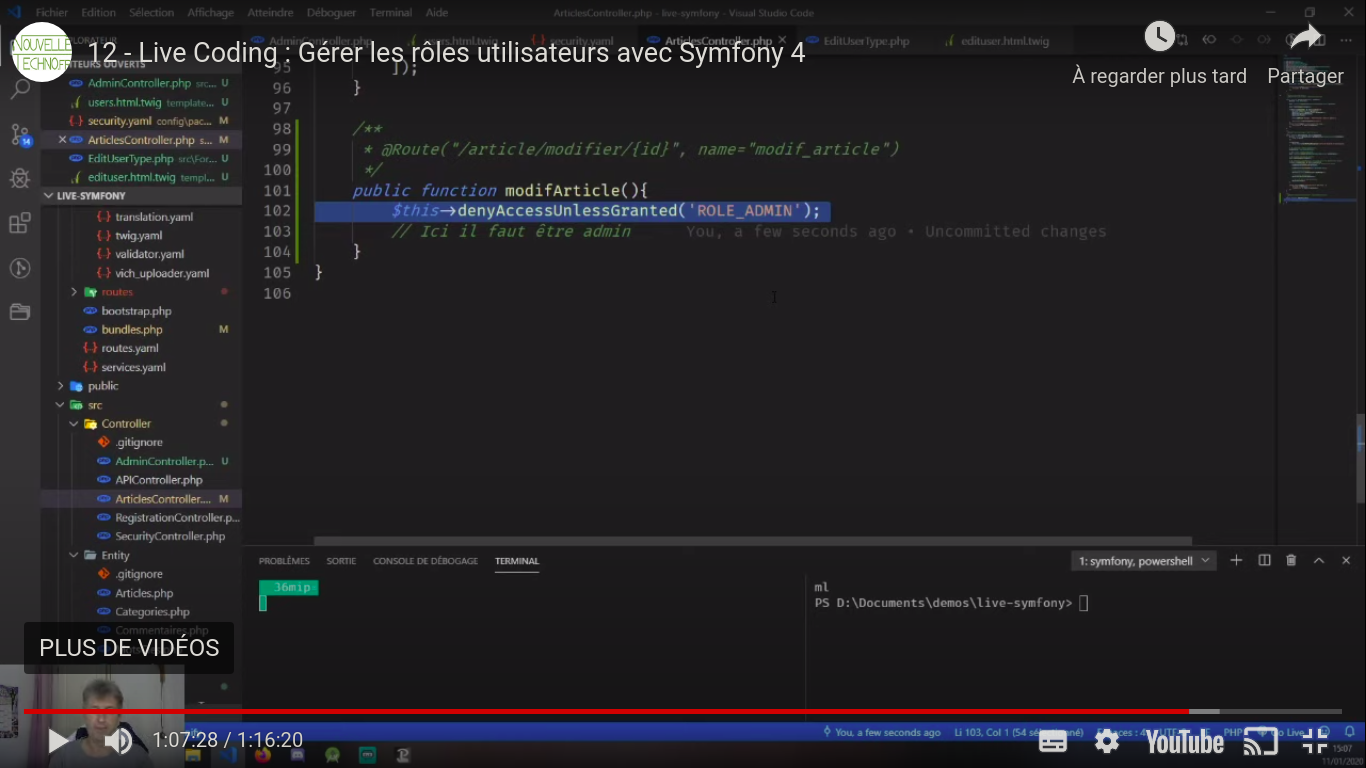 Fichier Edition Sélection Affichage Atteindre Déboguer Terminal Aide ArticlesController.php - live-symfony - Visual Studio Code
NOUVELLE
TECHNO.FR
12 - Live Coding : Gérer les rôles utilisateurs avec Symfony 4
À regarder plus tard
Partager
AdminController.php users.html.twig security.yaml ArticlesController.php EditUserType.php edituser.html.twig
AdminController.php src... U
users.html.twig template... U
security.yaml config\pac... M
ArticlesController.php s... M
EditUserType.php src\For... U
edituser.html.twig templ... U
LIVE-SYMFONY
translation.yaml
twig.yaml
validator.yaml
vich_uploader.yaml
routes
bootstrap.php
bundles.php M
routes.yaml
services.yaml
public
src
Controller
.gitignore
AdminController.p... U
APIController.php
ArticlesController.... M
RegistrationController.p...
SecurityController.php
Entity
.gitignore
Articles.php
Categories.php
Commentaires.php
14
95 ]);
96 }
97
98 /**
99 * @Route("/article/modifier/{id}", name="modif_article")
100 */
101 public function modifArticle(){
102 $this->denyAccessUnlessGranted('ROLE_ADMIN');
103 // Ici il faut être admin You, a few seconds ago • Uncommitted changes
104 }
105 }
106
PROBLÈMES SORTIE CONSOLE DE DÉBOGAGE TERMINAL 1: symfony, powershell
36mip
ml
PS D:\Documents\demos\live-symfony>
PLUS DE VIDÉOS
You, a few seconds ago Li 103, Col 1 (54 sélectionné)
1:07:28 / 1:16:20
YouTube
15:07
11/01/2020